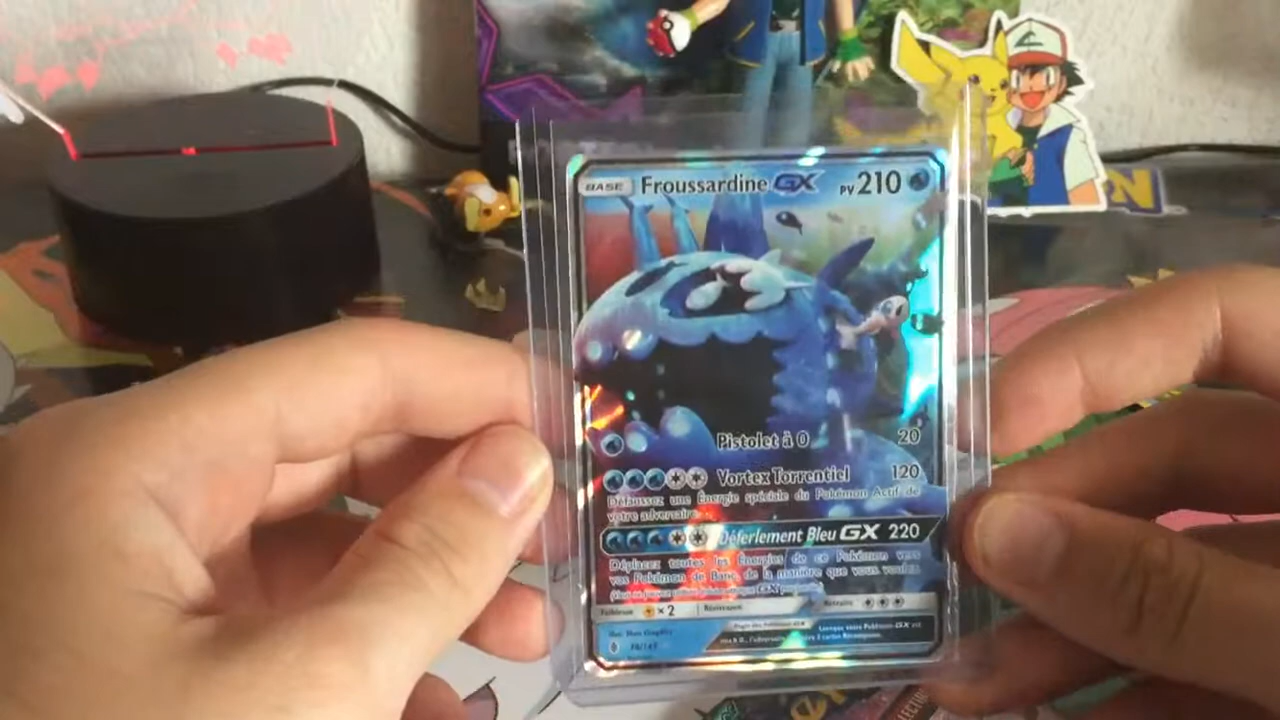 BASE Froussardine GX PV 210
Pistolet à O 20
Vortex Torrentiel 120
Défaussez une Énergie spéciale du Pokémon Actif de
votre adversaire.
Déferlement Bleu GX 220
Déplacez toutes les Énergies de ce Pokémon vers
vos Pokémon de Banc, de la manière que vous voulez.
Faiblesse ×2 Résistance Retraite